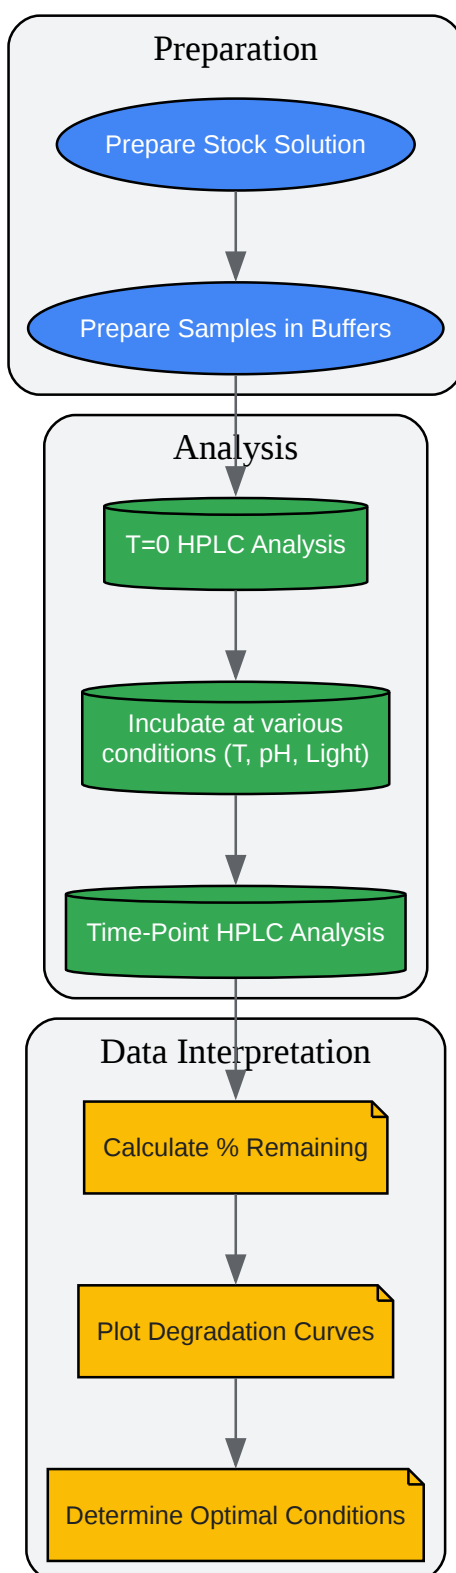 Preparation
Prepare Stock Solution
Prepare Samples in Buffers
Analysis
T=0 HPLC Analysis
Incubate at various
conditions (T, pH, Light)
Time-Point HPLC Analysis
Data Interpretation
Calculate % Remaining
Plot Degradation Curves
Determine Optimal Conditions